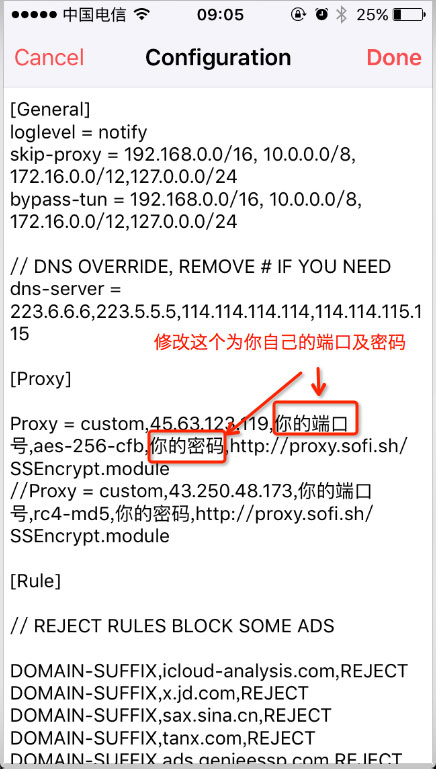 中国电信 09:05 25%
Cancel Configuration Done
[General]
loglevel = notify
skip-proxy = 192.168.0.0/16, 10.0.0.0/8,
172.16.0.0/12,127.0.0.0/24
bypass-tun = 192.168.0.0/16, 10.0.0.0/8,
172.16.0.0/12,127.0.0.0/24
// DNS OVERRIDE, REMOVE # IF YOU NEED
dns-server =
223.6.6.6,223.5.5.5,114.114.114.114,114.114.115.1
15
修改这个为你自己的端口及密码
[Proxy]
Proxy = custom,45.63.123.119,你的端口
号,aes-256-cfb,你的密码,http://proxy.sofi.sh/
SSEncrypt.module
//Proxy = custom,43.250.48.173,你的端口
号,rc4-md5,你的密码,http://proxy.sofi.sh/
SSEncrypt.module
[Rule]
// REJECT RULES BLOCK SOME ADS
DOMAIN-SUFFIX,icloud-analysis.com,REJECT
DOMAIN-SUFFIX,x.jd.com,REJECT
DOMAIN-SUFFIX,sax.sina.cn,REJECT
DOMAIN-SUFFIX,tanx.com,REJECT
DOMAIN-SUFFIX,ads.genieessp.com,REJECT